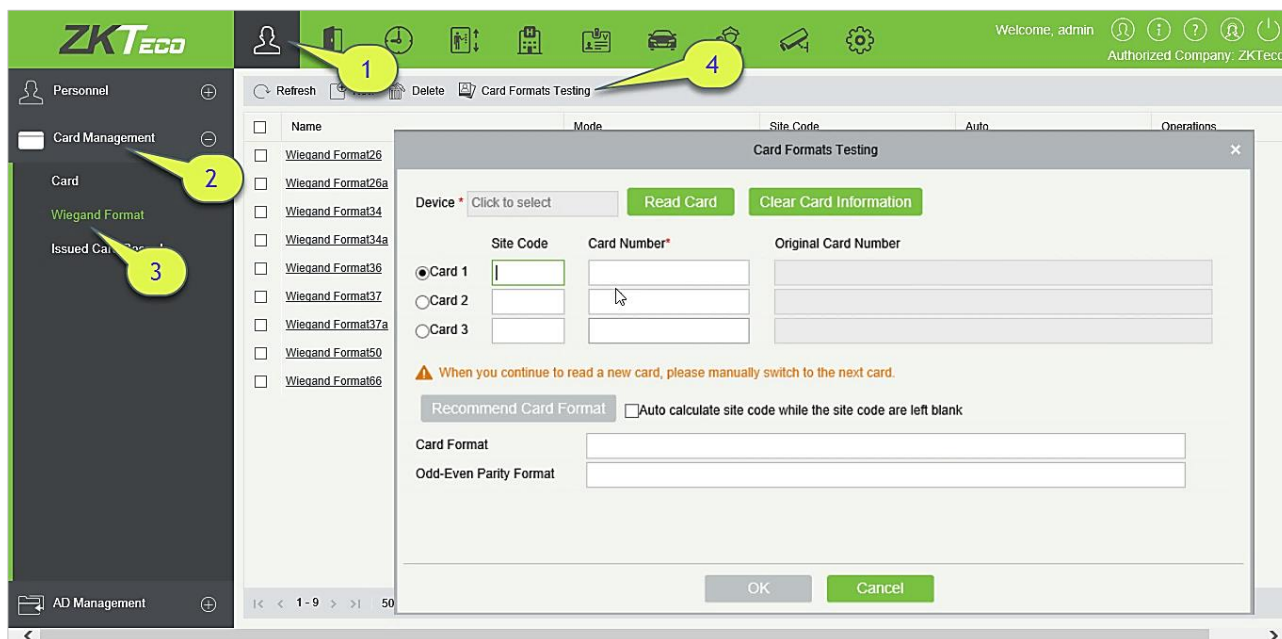 ZKTECO
Welcome, admin
Authorized Company: ZKTeco
1
4
Personnel
Refresh Delete Card Formats Testing
Card Management
2
Card
Wiegand Format
Issued Card
3
AD Management
Name Mode Site Code Auto Operations
Wiegand Format26
Wiegand Format26a
Wiegand Format34
Wiegand Format34a
Wiegand Format36
Wiegand Format37
Wiegand Format37a
Wiegand Format50
Wiegand Format66
1-9 50
Card Formats Testing
Device * Click to select Read Card Clear Card Information
Site Code Card Number* Original Card Number
Card 1
Card 2
Card 3
When you continue to read a new card, please manually switch to the next card.
Recommend Card Format Auto calculate site code while the site code are left blank
Card Format
Odd-Even Parity Format
OK Cancel